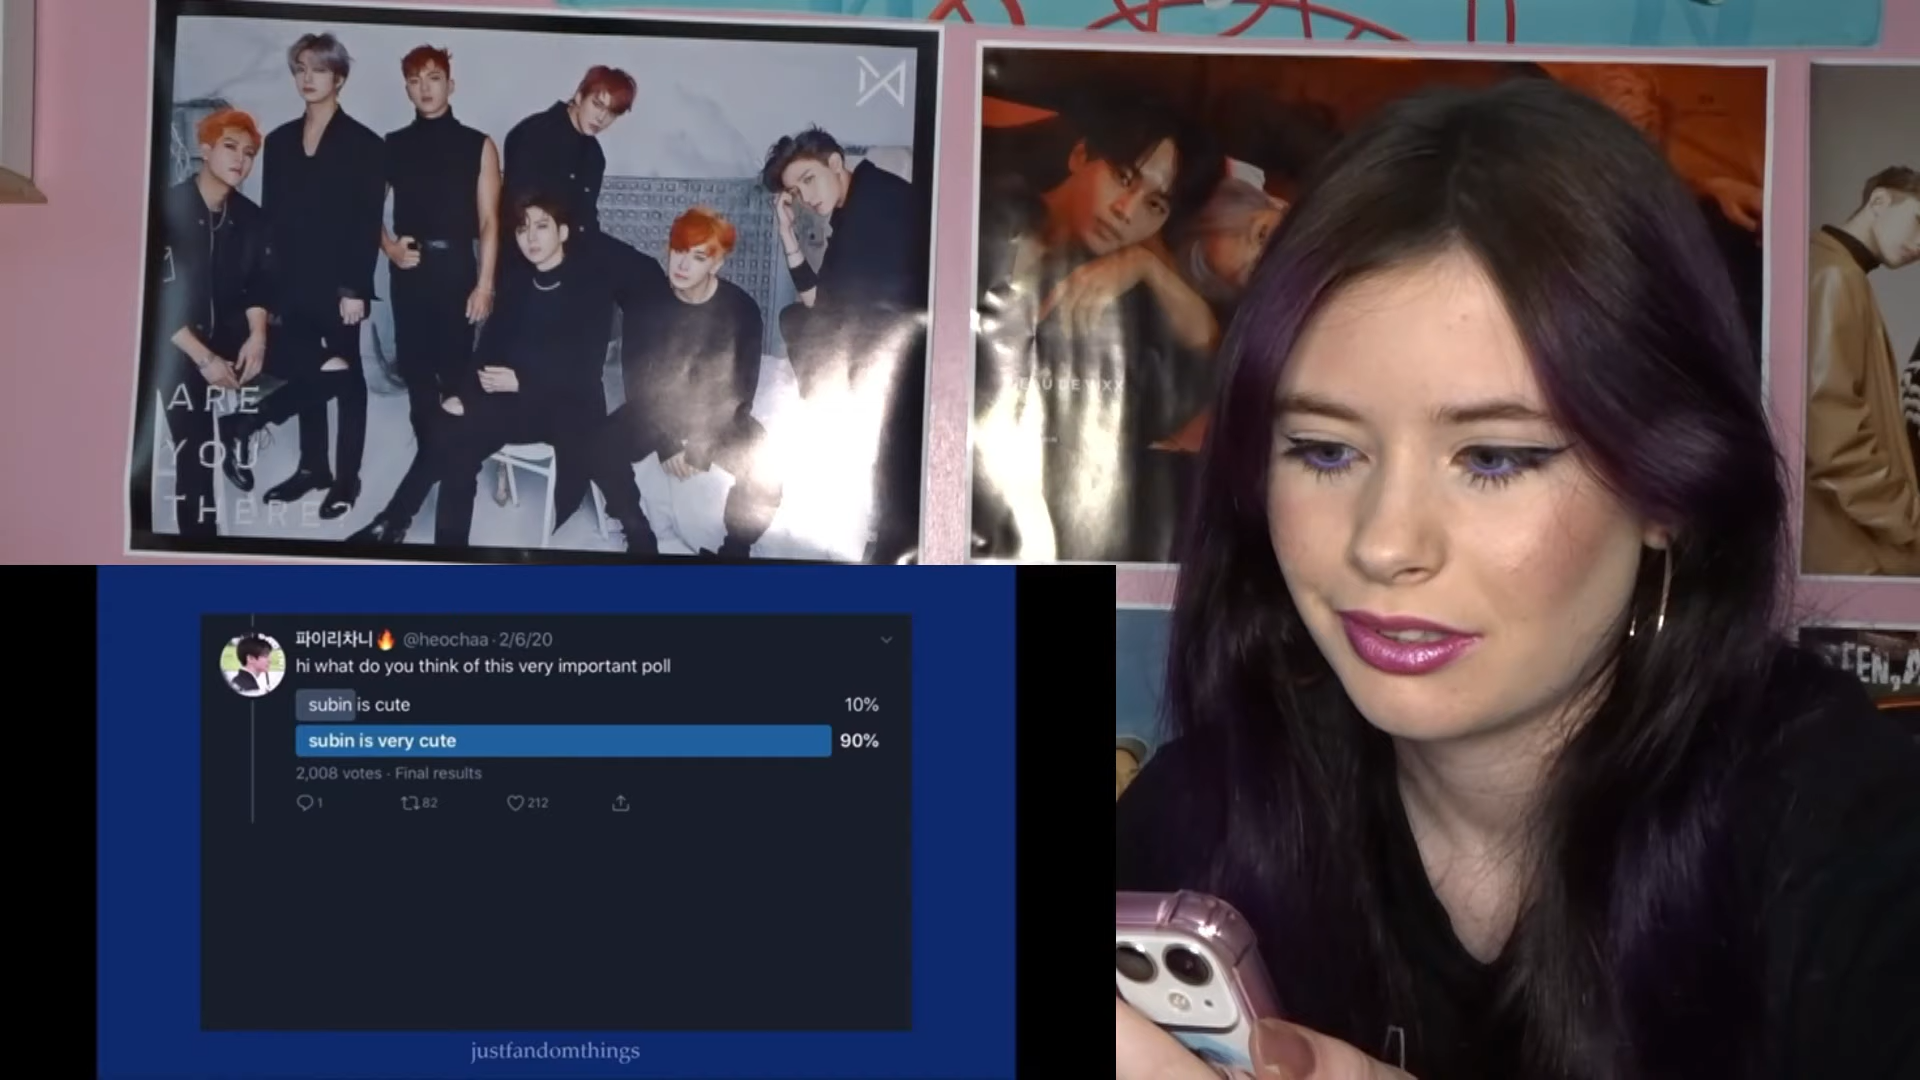 ARE
YOU
THERE?
파이리차니🔥 @heochaa · 2/6/20
hi what do you think of this very important poll
subin is cute 10%
subin is very cute 90%
2,008 votes · Final results
1 82 212
justfandomthings